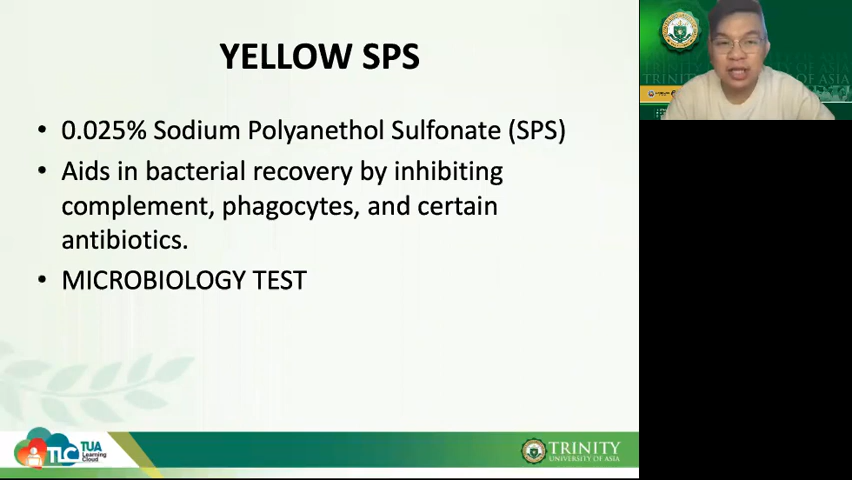 YELLOW SPS
• 0.025% Sodium Polyanethol Sulfonate (SPS)
• Aids in bacterial recovery by inhibiting
complement, phagocytes, and certain
antibiotics.
• MICROBIOLOGY TEST
TLC
TUA
Learning
Cloud
TRINITY
UNIVERSITY OF ASIA